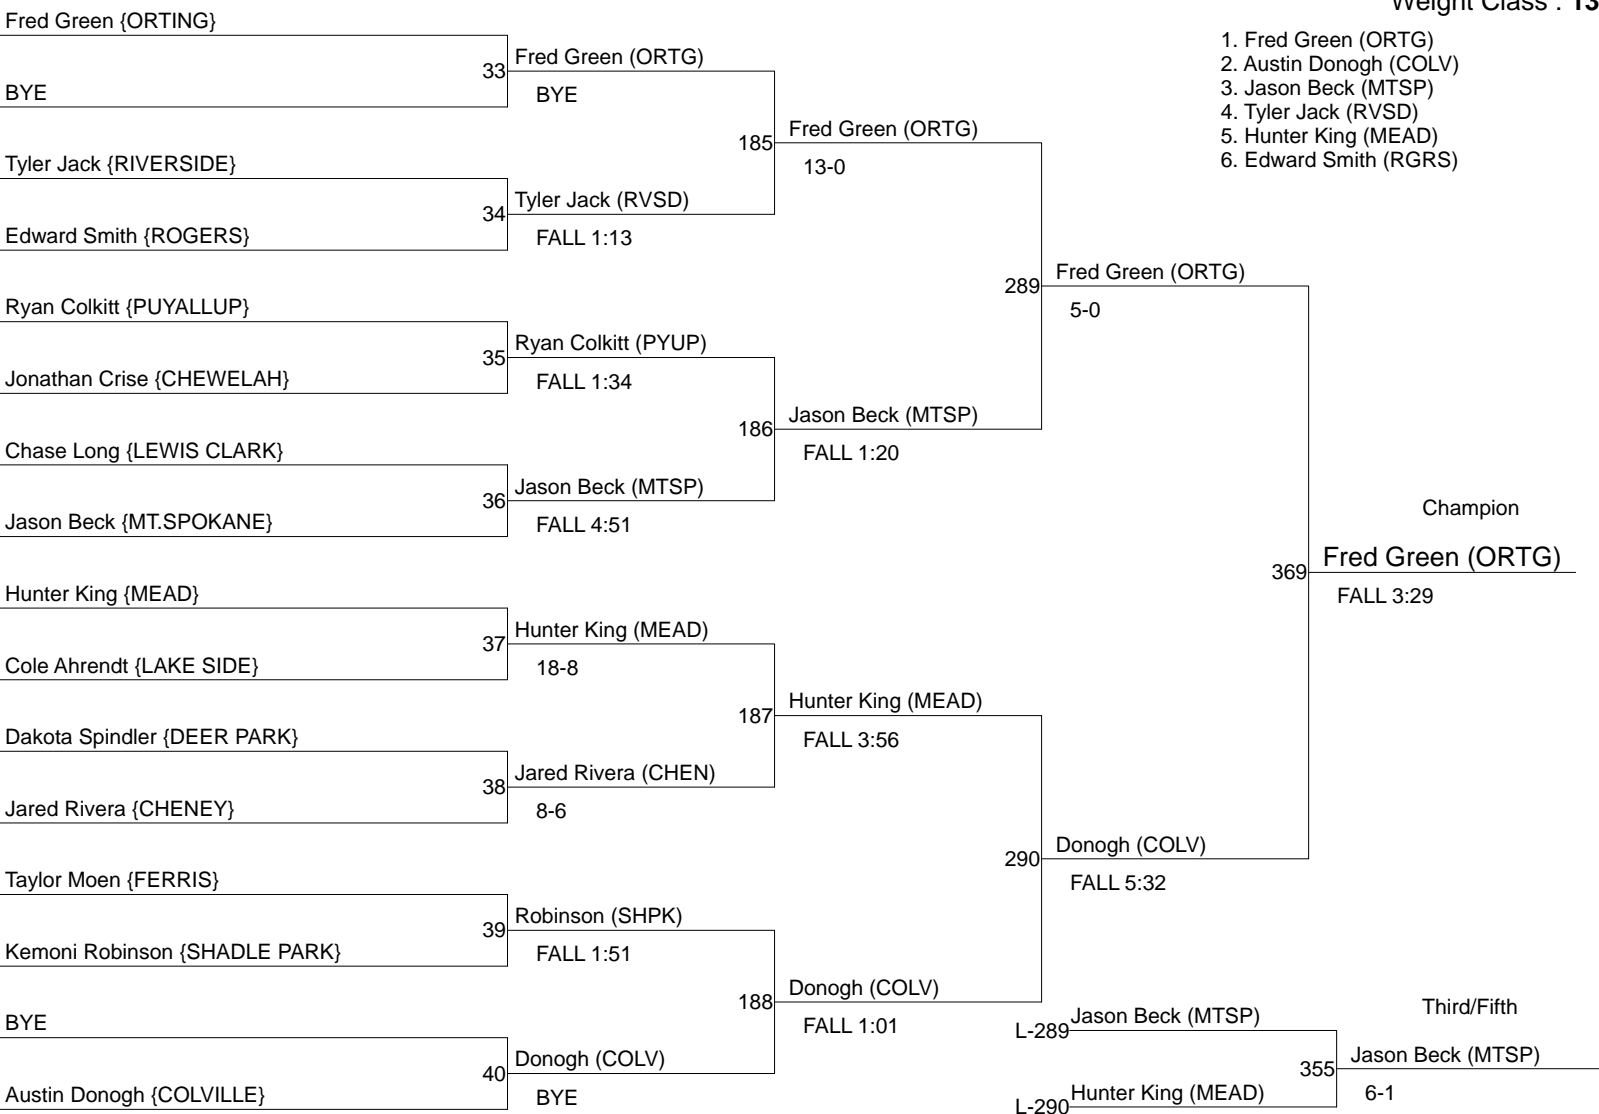 Weight Class : 13
1. Fred Green (ORTG)
2. Austin Donogh (COLV)
3. Jason Beck (MTSP)
4. Tyler Jack (RVSD)
5. Hunter King (MEAD)
6. Edward Smith (RGRS)
Fred Green {ORTING}
BYE
Tyler Jack {RIVERSIDE}
Edward Smith {ROGERS}
Ryan Colkitt {PUYALLUP}
Jonathan Crise {CHEWELAH}
Chase Long {LEWIS CLARK}
Jason Beck {MT.SPOKANE}
Hunter King {MEAD}
Cole Ahrendt {LAKE SIDE}
Dakota Spindler {DEER PARK}
Jared Rivera {CHENEY}
Taylor Moen {FERRIS}
Kemoni Robinson {SHADLE PARK}
BYE
Austin Donogh {COLVILLE}
33
Fred Green (ORTG)
BYE
34
Tyler Jack (RVSD)
FALL 1:13
35
Ryan Colkitt (PYUP)
FALL 1:34
36
Jason Beck (MTSP)
FALL 4:51
37
Hunter King (MEAD)
18-8
38
Jared Rivera (CHEN)
8-6
39
Robinson (SHPK)
FALL 1:51
40
Donogh (COLV)
BYE
185
Fred Green (ORTG)
13-0
186
Jason Beck (MTSP)
FALL 1:20
187
Hunter King (MEAD)
FALL 3:56
188
Donogh (COLV)
FALL 1:01
289
Fred Green (ORTG)
5-0
290
Donogh (COLV)
FALL 5:32
Champion
369
Fred Green (ORTG)
FALL 3:29
Third/Fifth
L-289
Jason Beck (MTSP)
L-290
Hunter King (MEAD)
355
Jason Beck (MTSP)
6-1